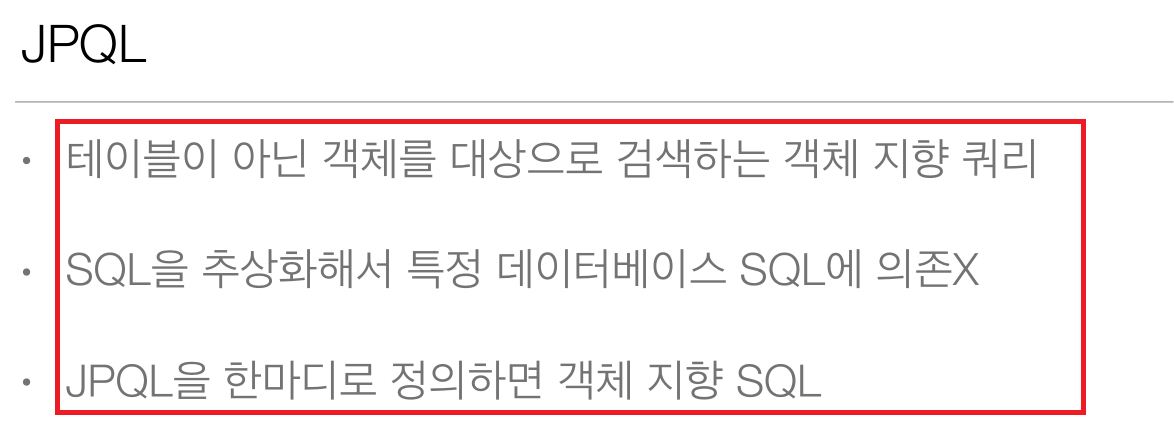 JPQL
• 테이블이 아닌 객체를 대상으로 검색하는 객체 지향 쿼리
• SQL을 추상화해서 특정 데이터베이스 SQL에 의존X
• JPQL을 한마디로 정의하면 객체 지향 SQL